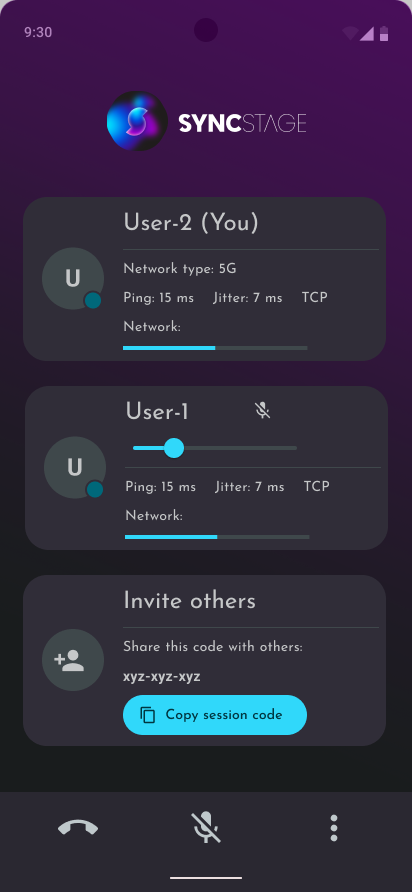 9:30
SYNCSTAGE
User-2 (You)
U
Network type: 5G
Ping: 15 ms Jitter: 7 ms TCP
Network:
User-1
U
Ping: 15 ms Jitter: 7 ms TCP
Network:
Invite others
Share this code with others:
xyz-xyz-xyz
Copy session code